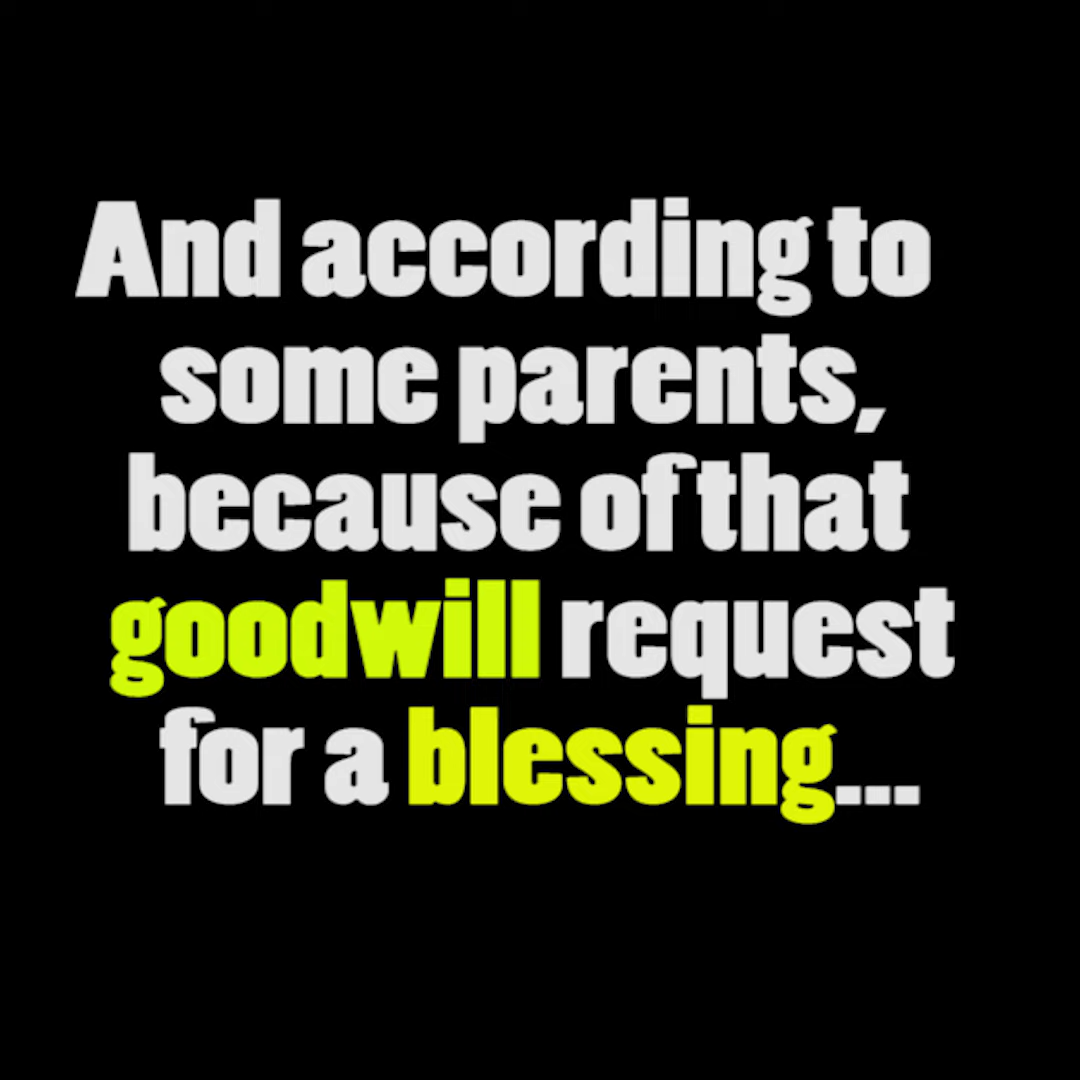 And according to
some parents,
because of that
goodwill request
for a blessing...